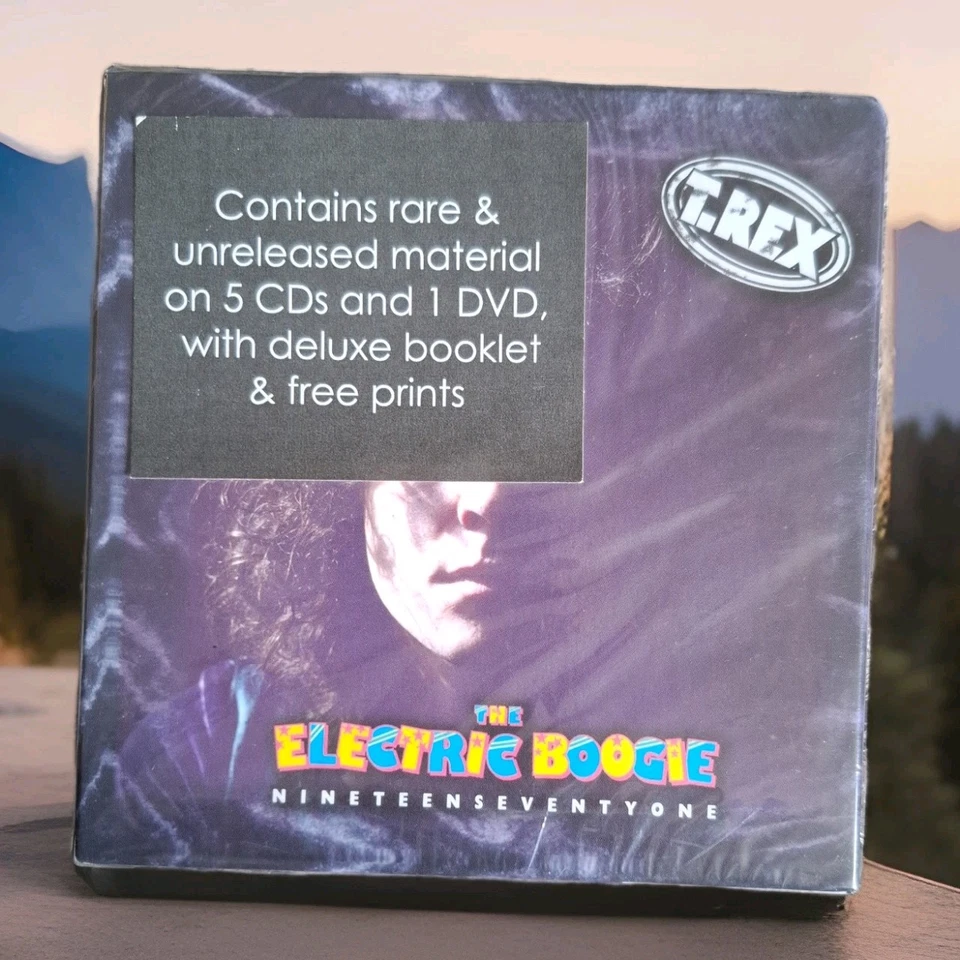 Contains rare &
unreleased material
on 5 CDs and 1 DVD,
with deluxe booklet
& free prints
T.REX
THE
ELECTRIC BOOGIE
NINETEENSEVENTYONE